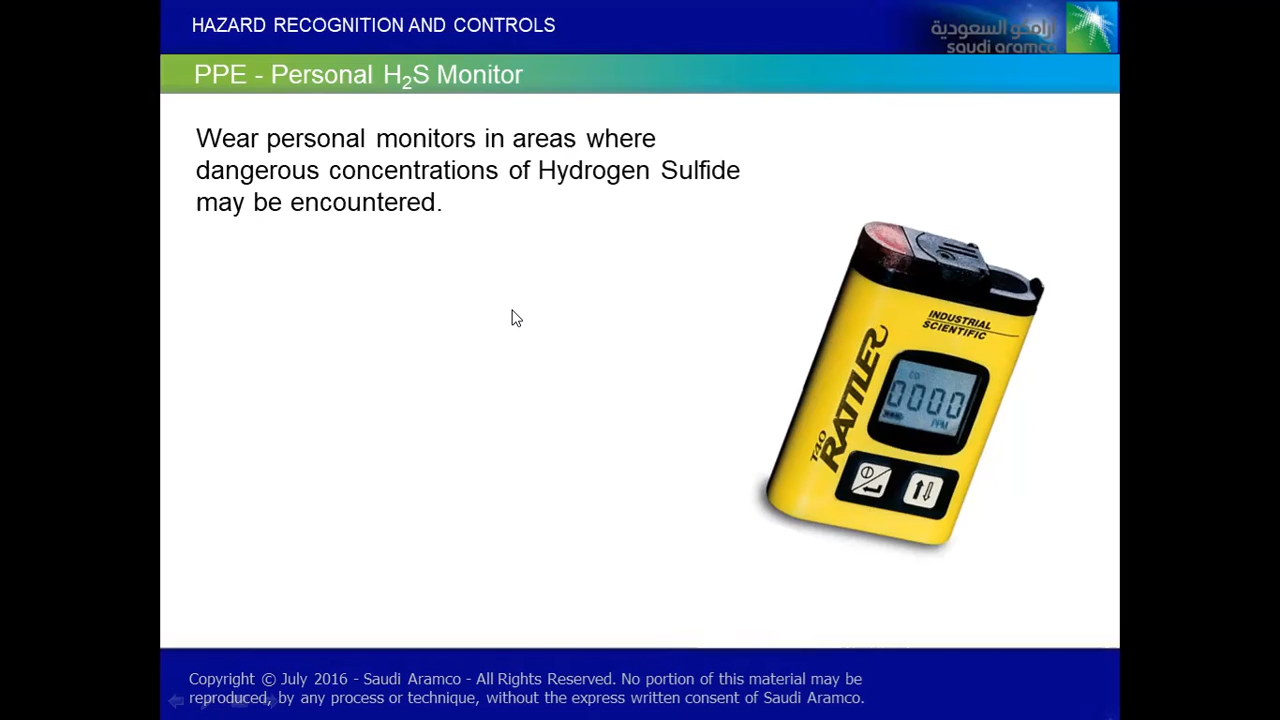 HAZARD RECOGNITION AND CONTROLS
أرامكو السعودية
saudi aramco
PPE - Personal H₂S Monitor
Wear personal monitors in areas where
dangerous concentrations of Hydrogen Sulfide
may be encountered.
INDUSTRIAL
SCIENTIFIC
T40
RATTLER
CO
0000
PPM
Copyright © July 2016 - Saudi Aramco - All Rights Reserved. No portion of this material may be
reproduced, by any process or technique, without the express written consent of Saudi Aramco.